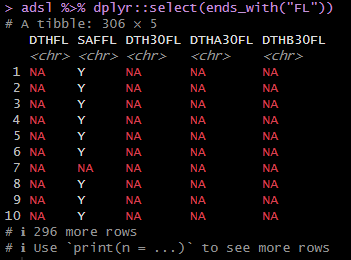 > adsl %>% dplyr::select(ends_with("FL"))
# A tibble: 306 × 5
DTHFL SAFFL DTH30FL DTHA30FL DTHB30FL
<chr> <chr> <chr> <chr> <chr>
1 NA Y NA NA NA
2 NA Y NA NA NA
3 NA Y NA NA NA
4 NA Y NA NA NA
5 NA Y NA NA NA
6 NA Y NA NA NA
7 NA NA NA NA NA
8 NA Y NA NA NA
9 NA Y NA NA NA
10 NA Y NA NA NA
# ℹ 296 more rows
# ℹ Use `print(n = ...)` to see more rows